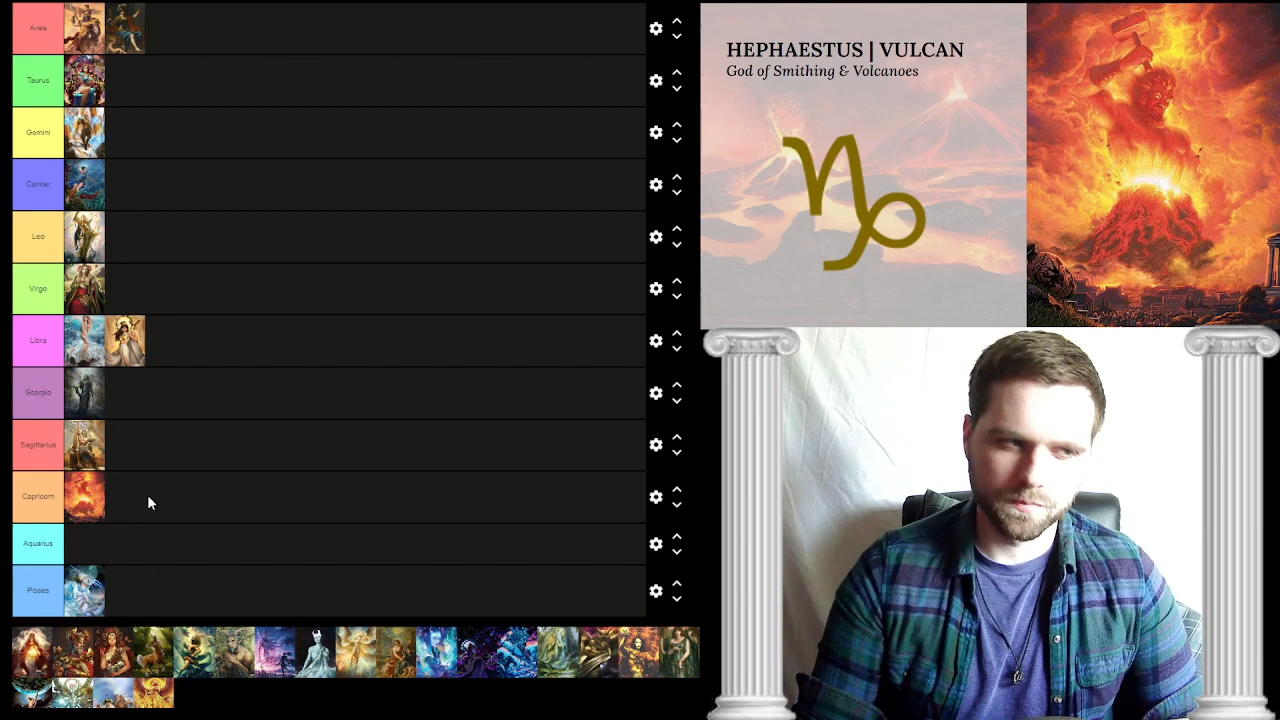 Aries
Taurus
Gemini
Cancer
Leo
Virgo
Libra
Scorpio
Sagittarius
Capricorn
Aquarius
Pisces
HEPHAESTUS | VULCAN
God of Smithing & Volcanoes